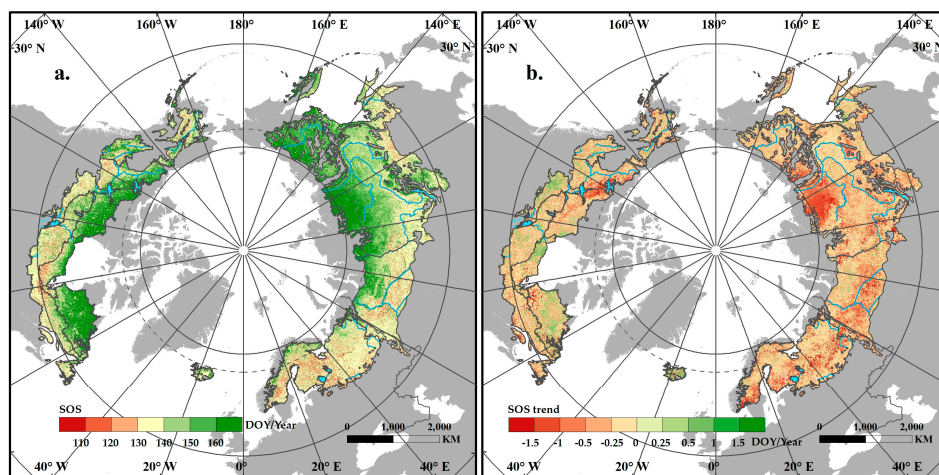 140° W 160° W 180° 160° E 140° E
30° N 30° N
a.
SOS
DOY/Year
110 120 130 140 150 160
0 1,000 2,000
KM
40° W 20° W 0° 20° E 40° E
140° W 160° W 180° 160° E 140° E
30° N 30° N
b.
SOS trend
DOY/Year
-1.5 -1 -0.5 -0.25 0 0.25 0.5 1 1.5
0 1,000 2,000
KM
40° W 20° W 0° 20° E 40° E